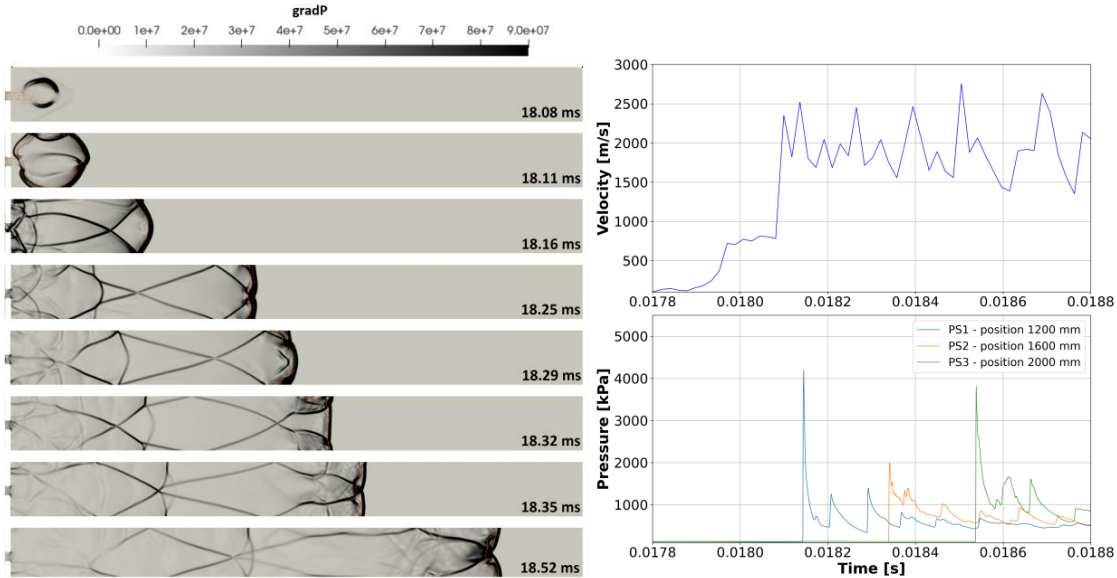 gradP
0.0e+00 1e+7 2e+7 3e+7 4e+7 5e+7 6e+7 7e+7 8e+7 9.0e+07
18.08 ms
18.11 ms
18.16 ms
18.25 ms
18.29 ms
18.32 ms
18.35 ms
18.52 ms
Velocity [m/s]
3000
2500
2000
1500
1000
500
0.0178 0.0180 0.0182 0.0184 0.0186 0.0188
Pressure [kPa]
5000
4000
3000
2000
1000
PS1 - position 1200 mm
PS2 - position 1600 mm
PS3 - position 2000 mm
0.0178 0.0180 0.0182 0.0184 0.0186 0.0188
Time [s]